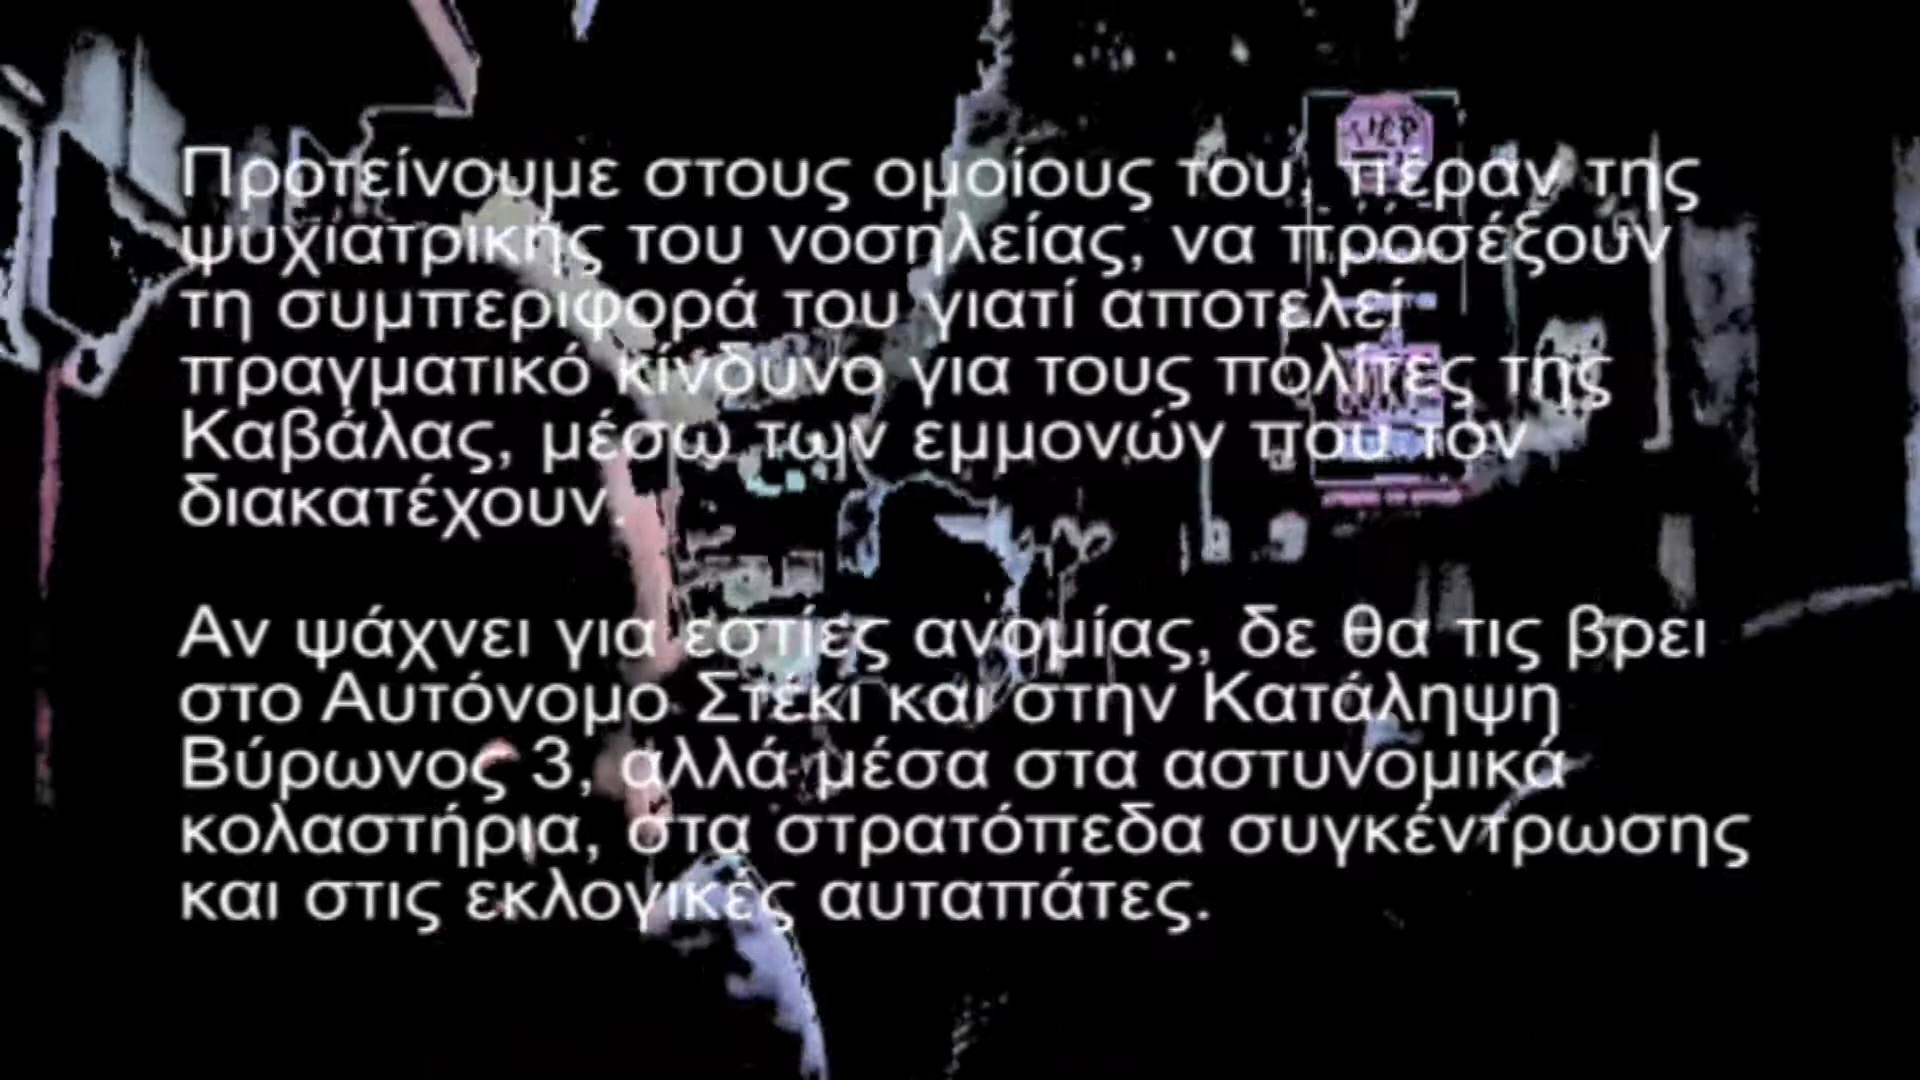 Προτείνουμε στους ομοίους του, πέραν της
ψυχιατρικής του νοσηλείας, να προσέξουν
τη συμπεριφορά του γιατί αποτελεί
πραγματικό κίνδυνο για τους πολίτες της
Καβάλας, μέσω των εμμονών που τον
διακατέχουν.
Αν ψάχνει για εστίες ανομίας, δε θα τις βρει
στο Αυτόνομο Στέκι και στην Κατάληψη
Βύρωνος 3, αλλά μέσα στα αστυνομικά
κολαστήρια, στα στρατόπεδα συγκέντρωσης
και στις εκλογικές αυταπάτες.